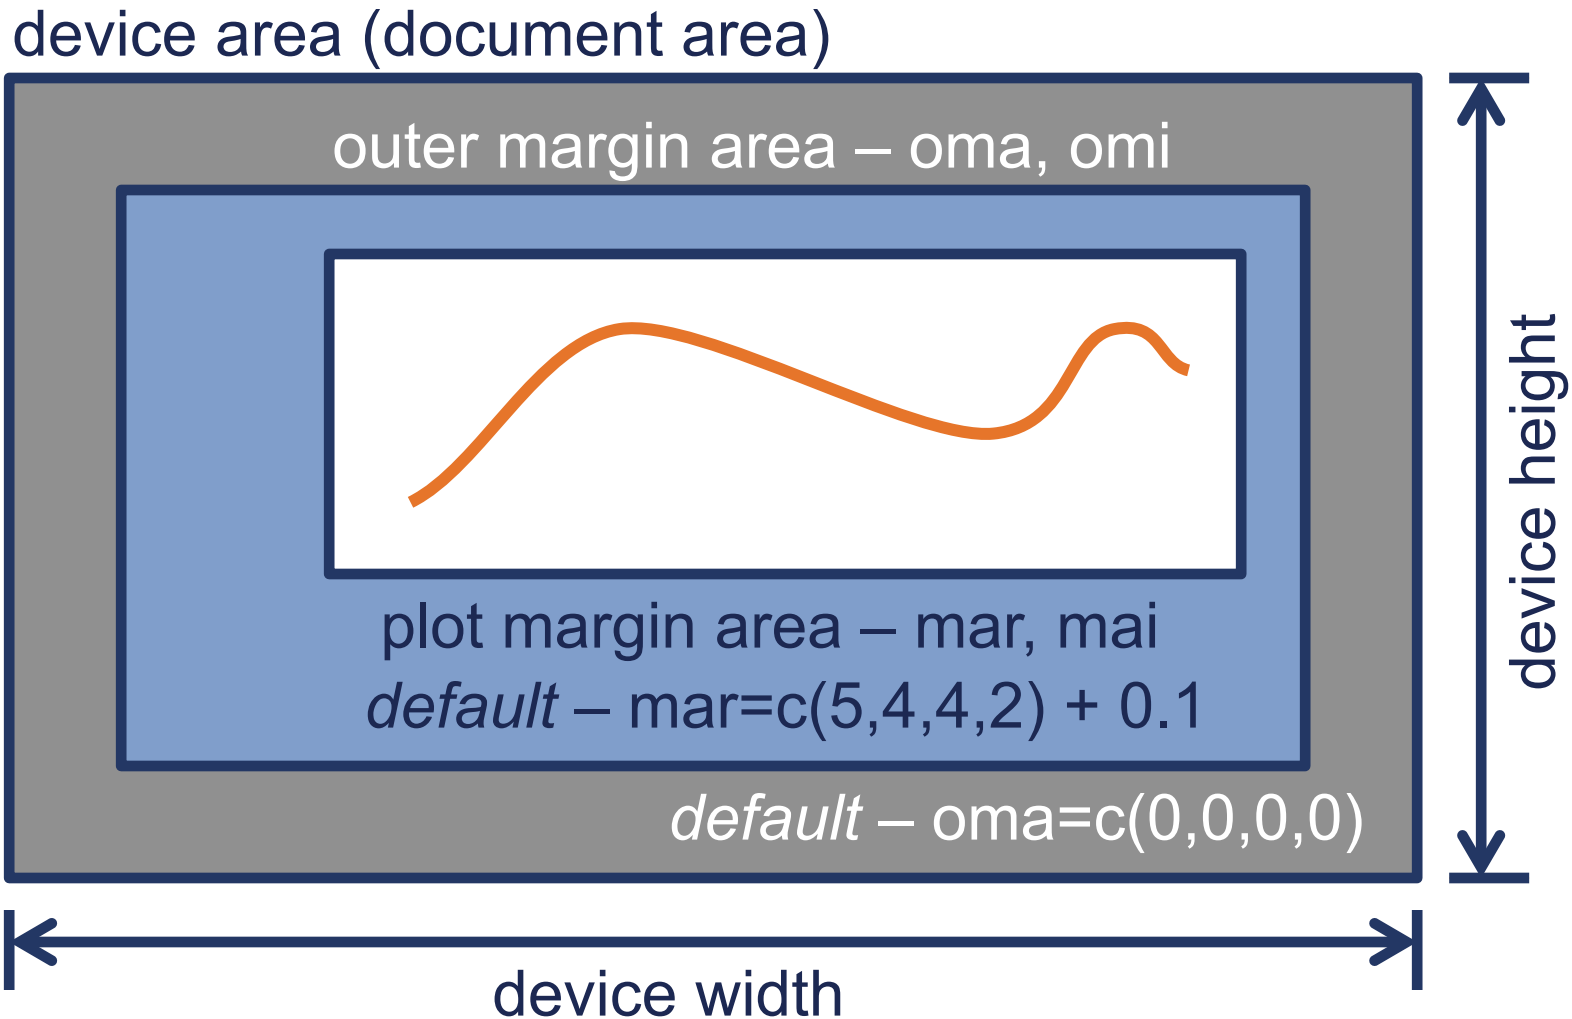 device area (document area)
outer margin area – oma, omi
plot margin area – mar, mai
default – mar=c(5,4,4,2) + 0.1
default – oma=c(0,0,0,0)
device height
device width